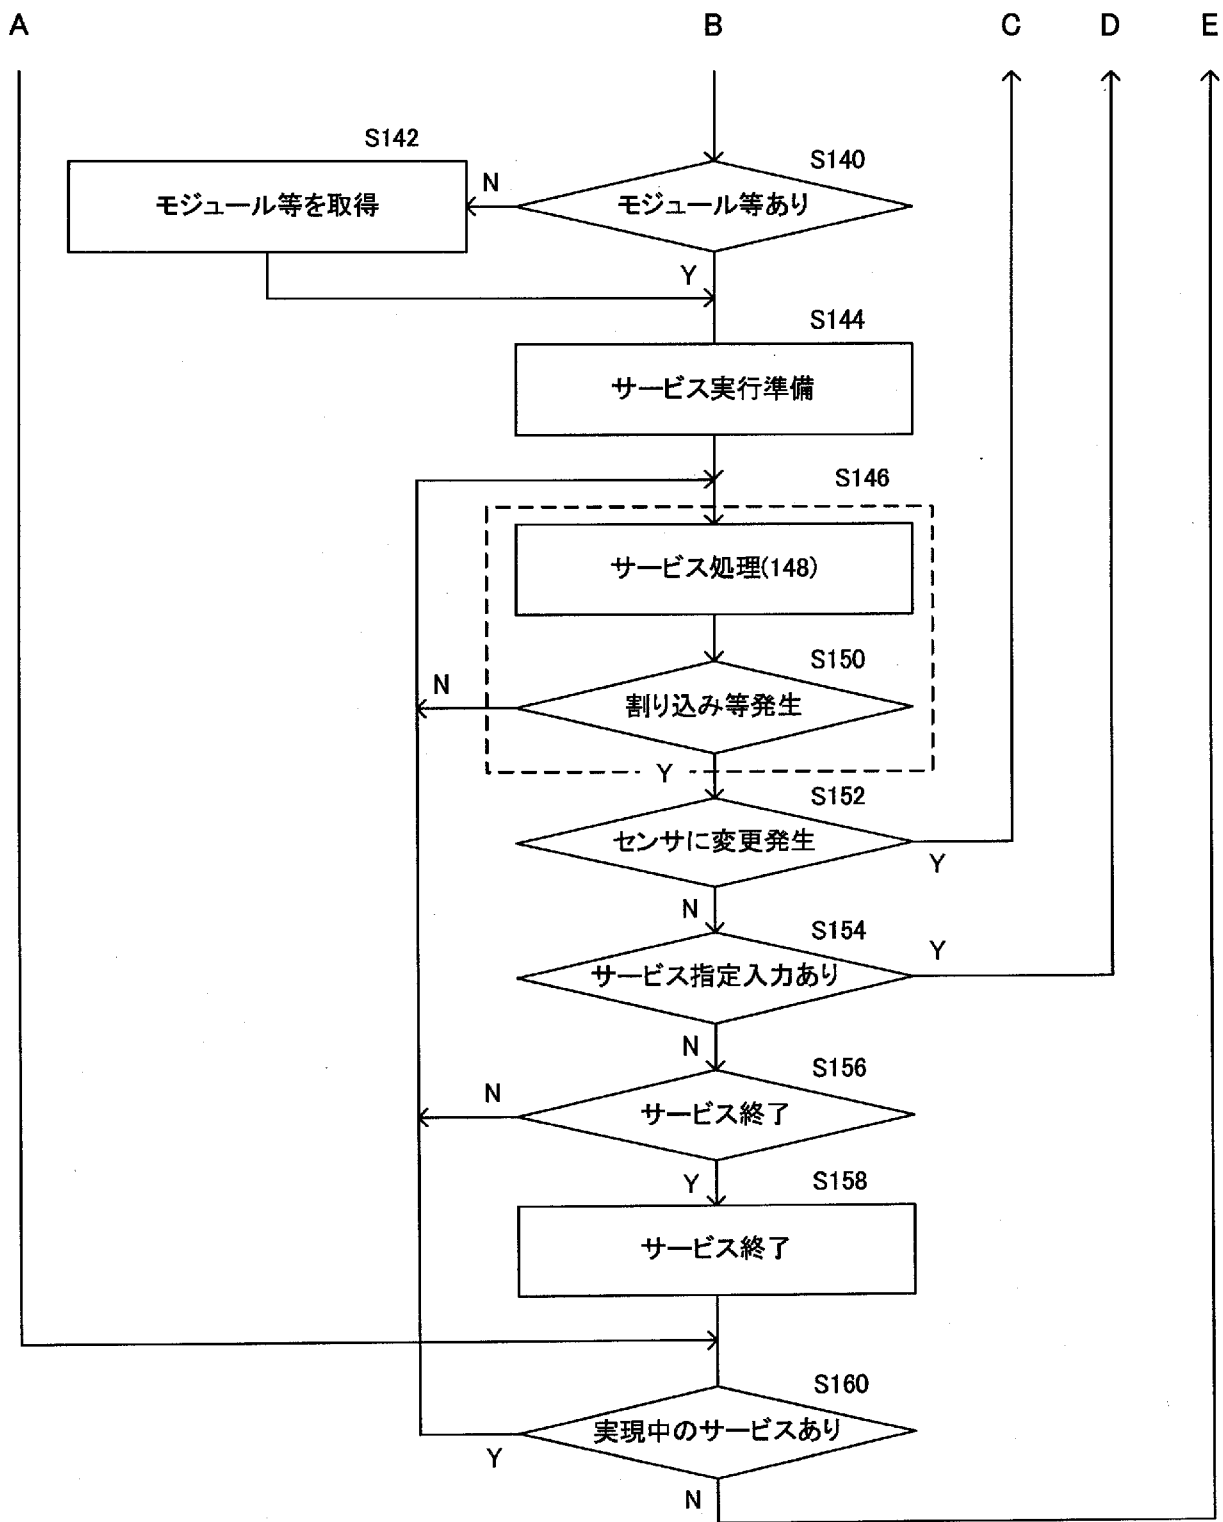 A
B
C
D
E
S142
S140
モジュール等を取得
N
モジュール等あり
Y
S144
サービス実行準備
S146
サービス処理(148)
S150
N
割り込み等発生
Y
S152
センサに変更発生
Y
N
S154
サービス指定入力あり
Y
N
S156
N
サービス終了
Y
S158
サービス終了
S160
実現中のサービスあり
Y
N